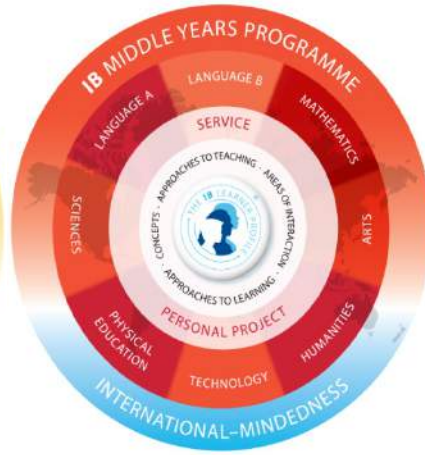 IB MIDDLE YEARS PROGRAMME
LANGUAGE A
LANGUAGE B
MATHEMATICS
SCIENCES
ARTS
PHYSICAL
EDUCATION
TECHNOLOGY
HUMANITIES
SERVICE
PERSONAL PROJECT
· APPROACHES TO TEACHING · AREAS OF INTERACTION
· CONCEPTS
· APPROACHES TO LEARNING ·
THE IB LEARNER PROFILE
INTERNATIONAL–MINDEDNESS